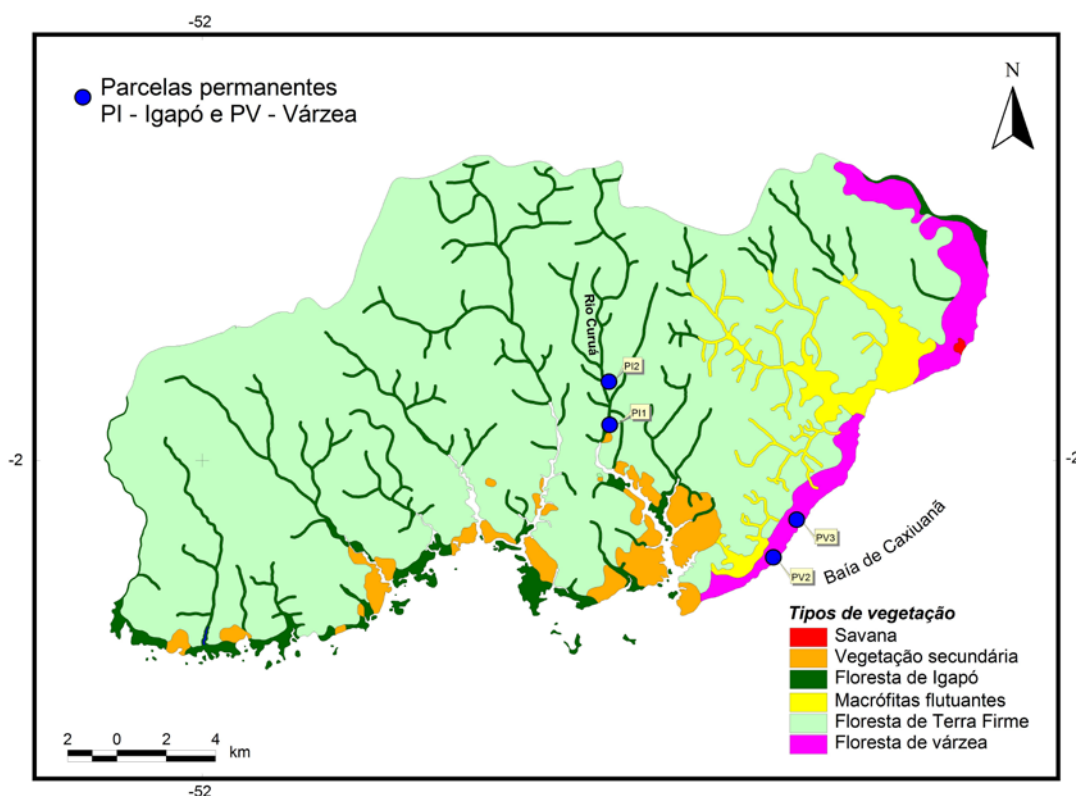 -52
Parcelas permanentes
PI - Igapó e PV - Várzea
N
Rio Curuá
PI2
PI1
-2
-2
PV3
PV2
Baía de Caxiuanã
Tipos de vegetação
Savana
Vegetação secundária
Floresta de Igapó
Macrófitas flutuantes
Floresta de Terra Firme
Floresta de várzea
2 0 2 4
km
-52